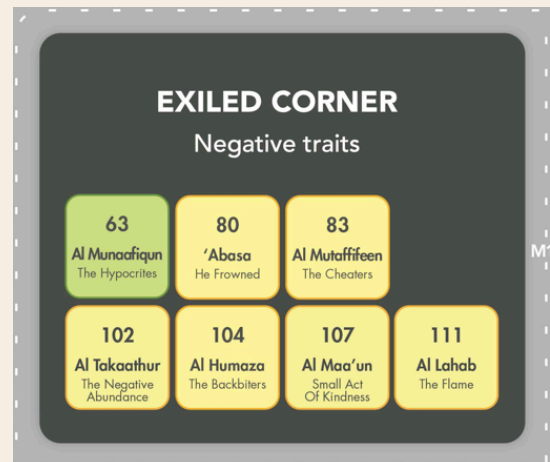 EXILED CORNER
Negative traits
63
Al Munaafiqun
The Hypocrites
80
‘Abasa
He Frowned
83
Al Mutaffifeen
The Cheaters
102
Al Takaathur
The Negative
Abundance
104
Al Humaza
The Backbiters
107
Al Maa’un
Small Act
Of Kindness
111
Al Lahab
The Flame